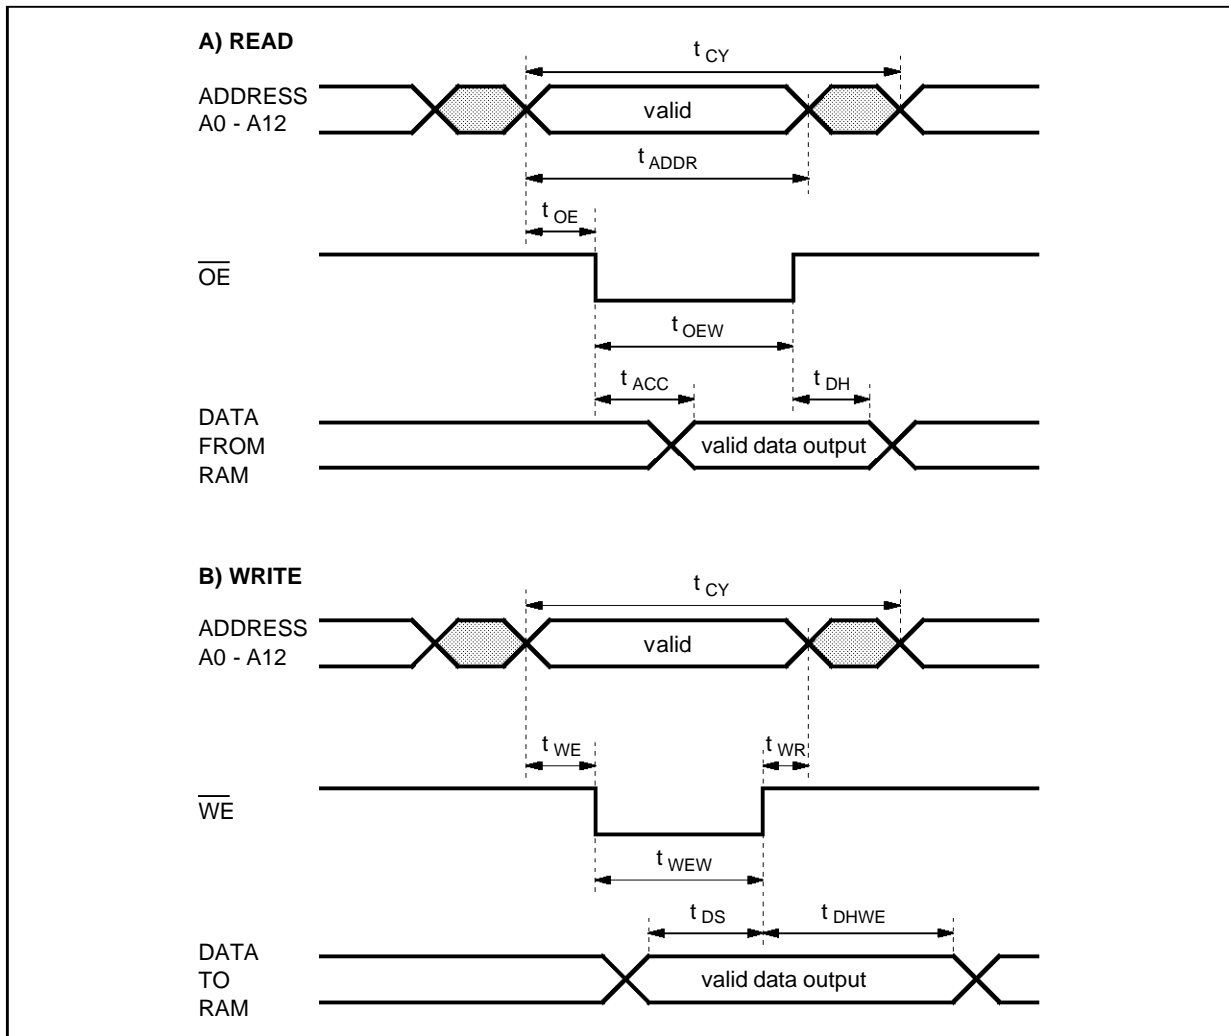 A) READ
t CY
ADDRESS
A0 - A12
valid
t ADDR
t OE
OE
t OEW
t ACC
t DH
DATA
FROM
RAM
valid data output
B) WRITE
t CY
ADDRESS
A0 - A12
valid
t WE
t WR
WE
t WEW
t DS
t DHWE
DATA
TO
RAM
valid data output